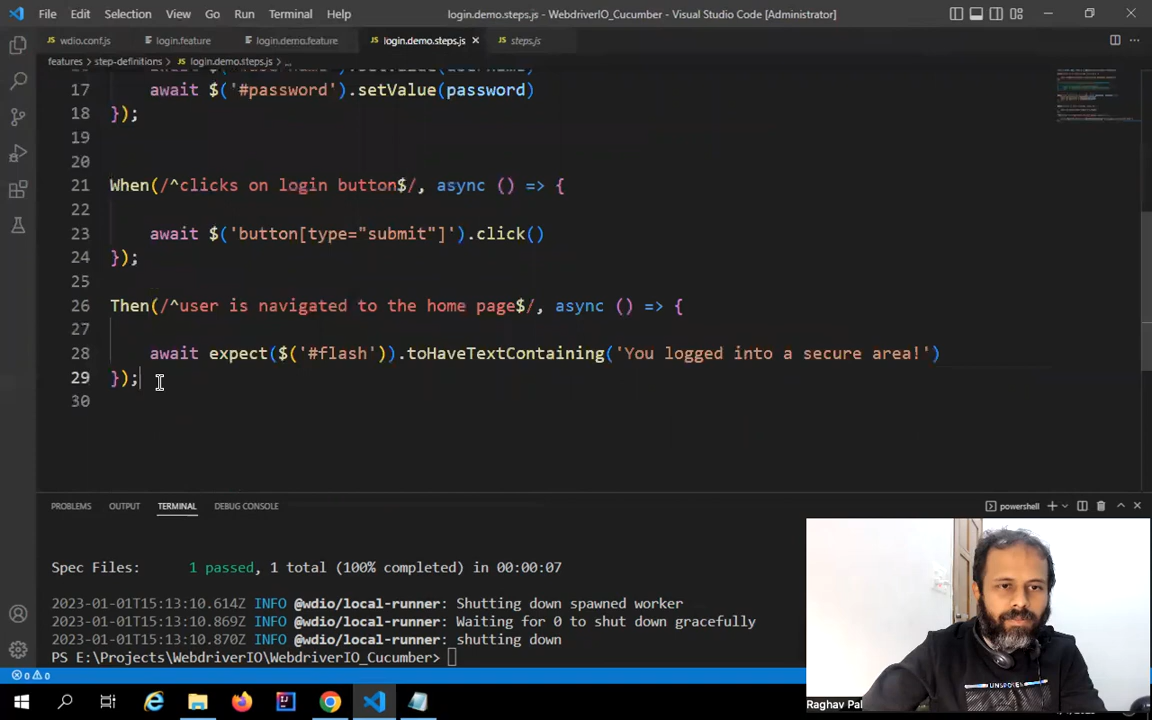 File Edit Selection View Go Run Terminal Help
login.demo.steps.js - WebdriverIO_Cucumber - Visual Studio Code [Administrator]
wdio.conf.js login.feature login.demo.feature login.demo.steps.js steps.js
features > step-definitions > login.demo.steps.js > ...
17 await $('#password').setValue(password)
18 });
19
20
21 When(/^clicks on login button$/, async () => {
22
23 await $('button[type="submit"]').click()
24 });
25
26 Then(/^user is navigated to the home page$/, async () => {
27
28 await expect($('#flash')).toHaveTextContaining('You logged into a secure area!')
29 });
30
PROBLEMS OUTPUT TERMINAL DEBUG CONSOLE
powershell
Spec Files: 1 passed, 1 total (100% completed) in 00:00:07
2023-01-01T15:13:10.614Z INFO @wdio/local-runner: Shutting down spawned worker
2023-01-01T15:13:10.869Z INFO @wdio/local-runner: Waiting for 0 to shut down gracefully
2023-01-01T15:13:10.870Z INFO @wdio/local-runner: shutting down
PS E:\Projects\WebdriverIO\WebdriverIO_Cucumber>
0 0
Raghav Pal